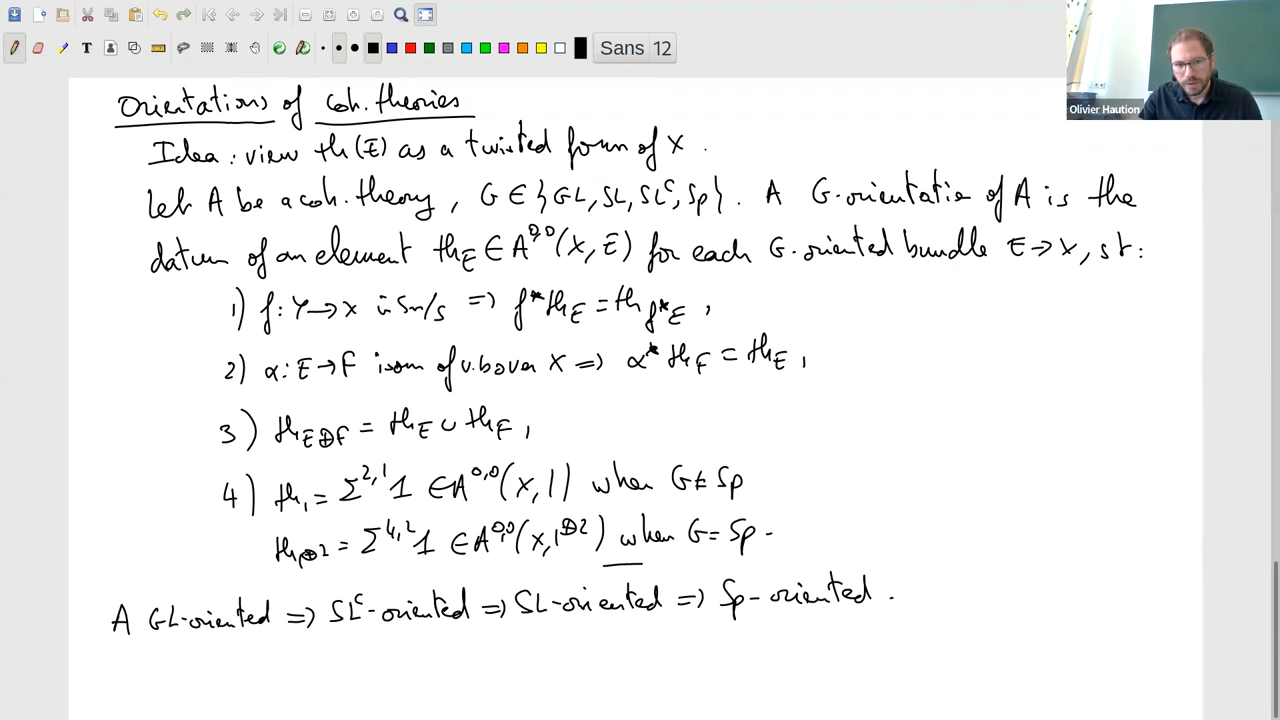 Sans 12
Olivier Haution
Orientations of coh. theories
Idea : view th(E) as a twisted form of X .
Let A be a coh. theory , G ∈ {GL, SL, SL^c, Sp} . A G-orientatio of A is the
datum of an element th_E ∈ A^{0,0}(X, E) for each G-oriented bundle E → X, st :
1) f : Y → X in Sm/S => f^* th_E = th_{f^*E} ,
2) α : E → F isom of v.b over X => α^* th_F = th_E ,
3) th_{E⊕F} = th_E ∪ th_F ,
4) th_1 = Σ^{2,1} 1 ∈ A^{0,0}(X, 1) when G ≠ Sp
th_{1^{⊕2}} = Σ^{4,2} 1 ∈ A^{0,0}(X, 1^{⊕2}) when G = Sp -
A GL-oriented => SL^c-oriented => SL-oriented => Sp-oriented .